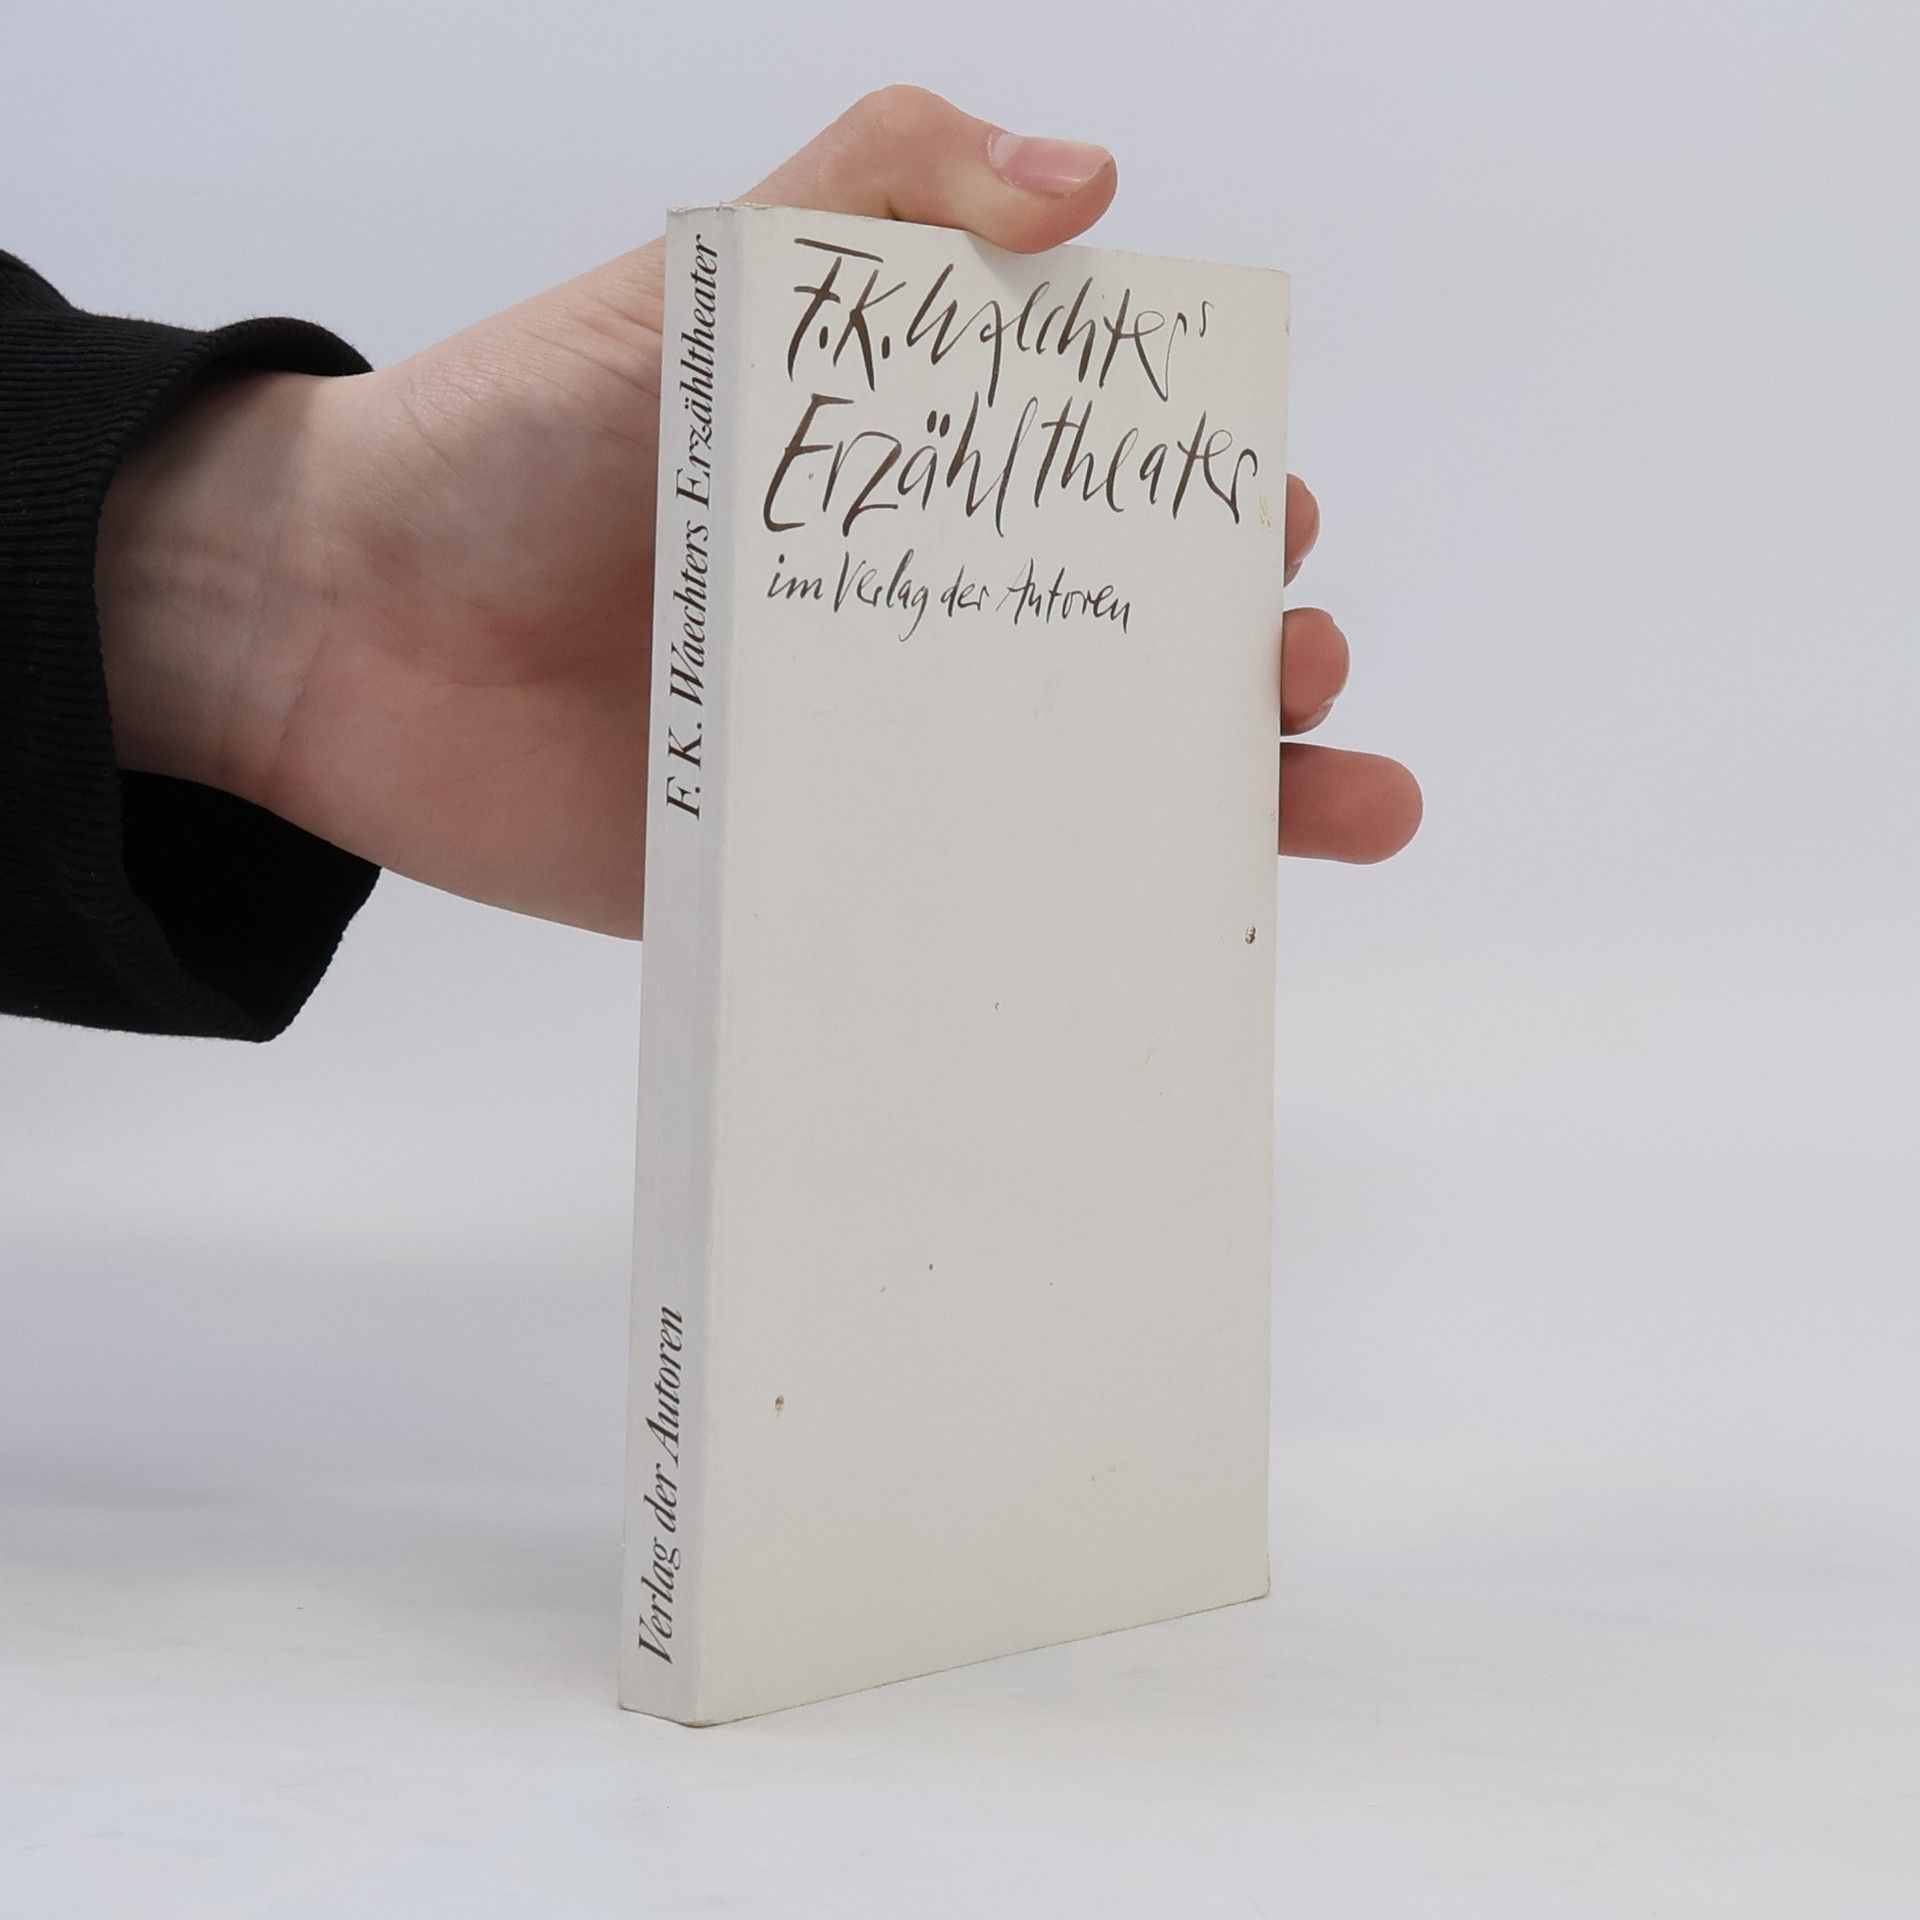 F.K. Waechters
Erzähltheater
im Verlag der Autoren
F. K. Waechters Erzähltheater
Verlag der Autoren